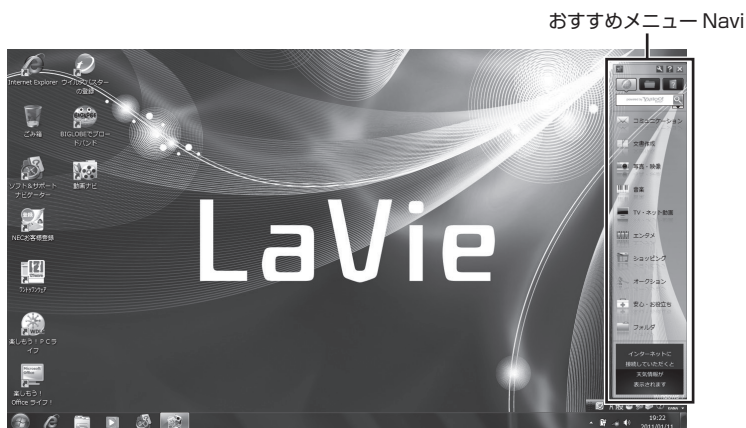 おすすめメニュー Navi
Internet Explorer
ウイルスバスター
の登録
ごみ箱
BIGLOBEでブロー
ドバンド
ソフト&サポート
ナビゲーター
動画ナビ
NECお客様登録
楽しもう！PCラ
イフ
楽しもう！
Office ライフ！
LaVie
コミュニケーション
文書作成
写真・映像
音楽
TV・ネット動画
エンタメ
ショッピング
オークション
安心・お役立ち
フォルダ
インターネットに
接続していただくと
天気情報が
表示されます
19:22
2011/01/11